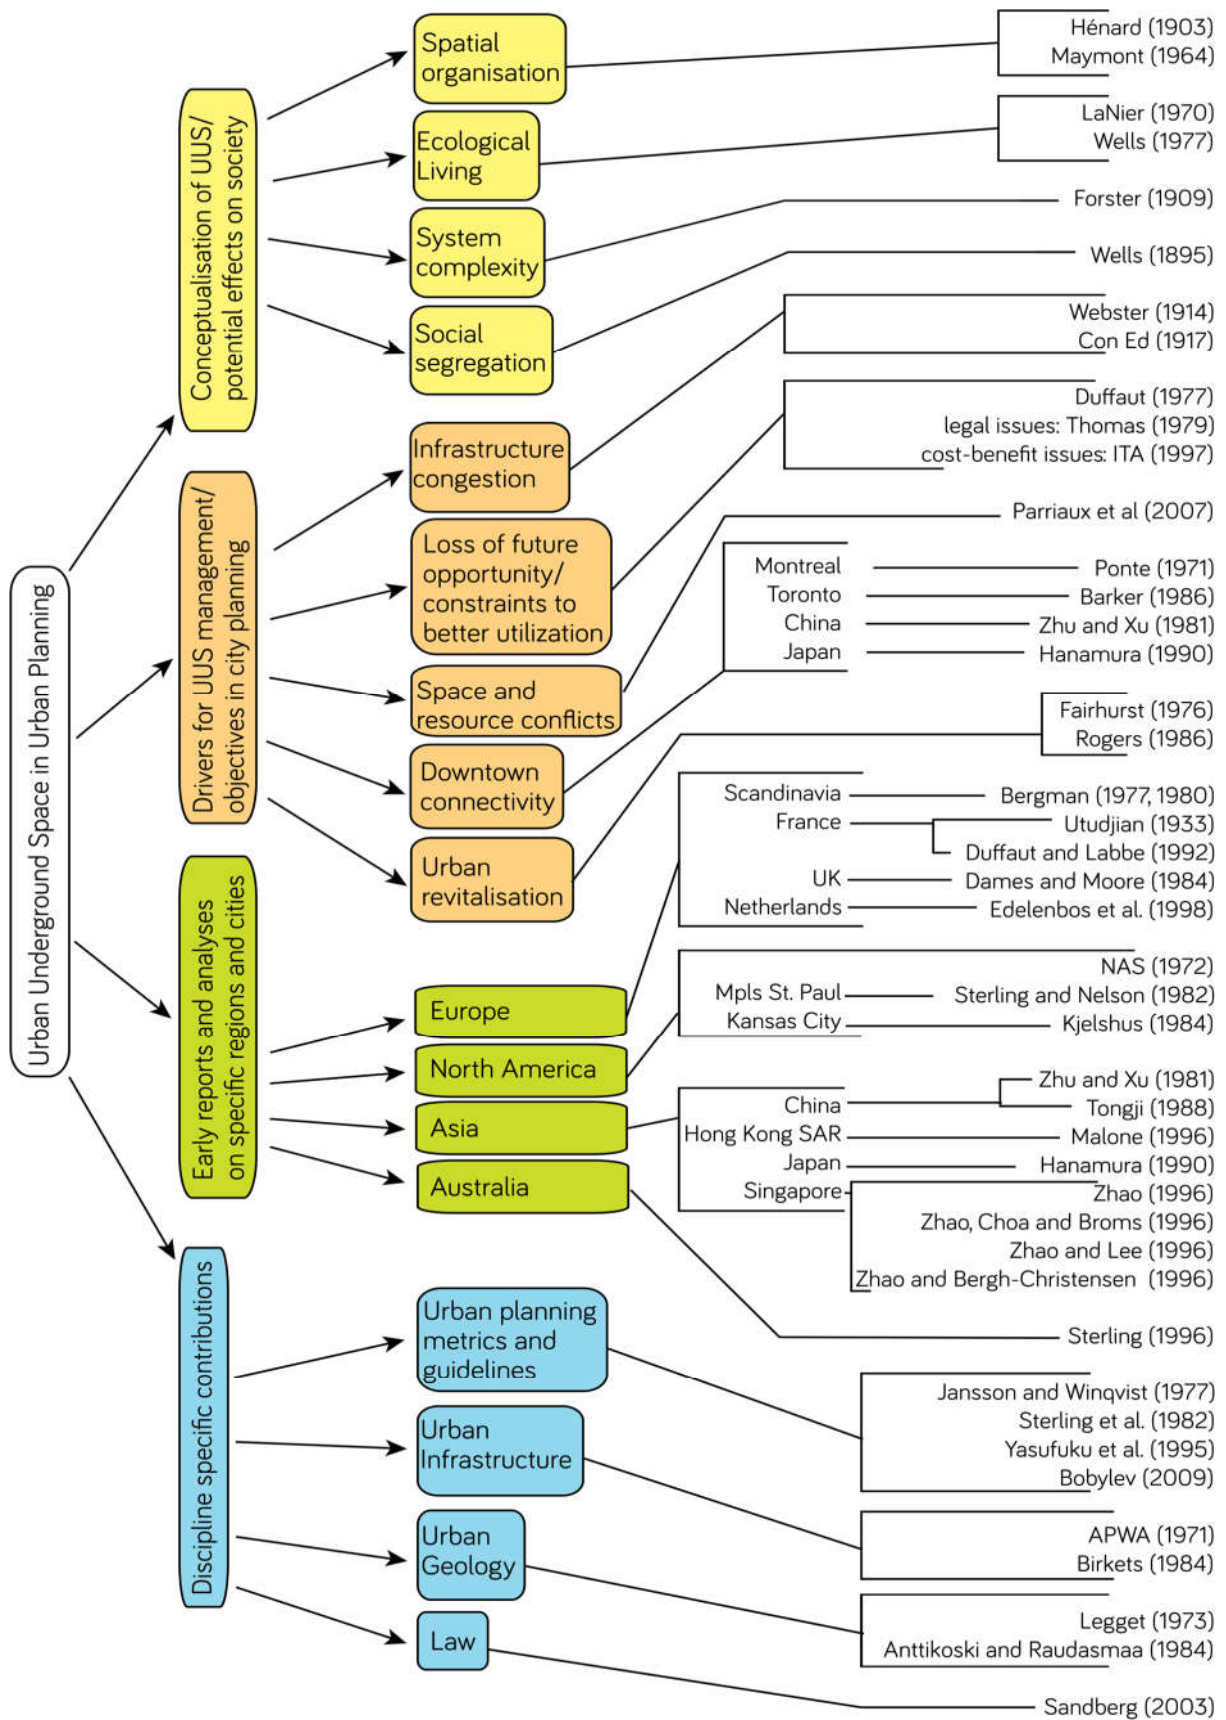 Urban Underground Space in Urban Planning
Conceptualisation of UUS/
potential effects on society
Spatial
organisation
Hénard (1903)
Maymont (1964)
Ecological
Living
LaNier (1970)
Wells (1977)
System
complexity
Forster (1909)
Social
segregation
Wells (1895)
Drivers for UUS management/
objectives in city planning
Infrastructure
congestion
Webster (1914)
Con Ed (1917)
Loss of future
opportunity/
constraints to
better utilization
Duffaut (1977)
legal issues: Thomas (1979)
cost-benefit issues: ITA (1997)
Space and
resource conflicts
Parriaux et al (2007)
Downtown
connectivity
Montreal Ponte (1971)
Toronto Barker (1986)
China Zhu and Xu (1981)
Japan Hanamura (1990)
Urban
revitalisation
Fairhurst (1976)
Rogers (1986)
Early reports and analyses
on specific regions and cities
Europe
Scandinavia Bergman (1977, 1980)
France Utudjian (1933)
Duffaut and Labbe (1992)
UK Dames and Moore (1984)
Netherlands Edelenbos et al. (1998)
North America
NAS (1972)
Mpls St. Paul Sterling and Nelson (1982)
Kansas City Kjelshus (1984)
Asia
China Zhu and Xu (1981)
Tongji (1988)
Hong Kong SAR Malone (1996)
Japan Hanamura (1990)
Singapore Zhao (1996)
Zhao, Choa and Broms (1996)
Zhao and Lee (1996)
Zhao and Bergh-Christensen (1996)
Australia
Sterling (1996)
Discipline specific contributions
Urban planning
metrics and
guidelines
Jansson and Winqvist (1977)
Sterling et al. (1982)
Yasufuku et al. (1995)
Bobylev (2009)
Urban
Infrastructure
APWA (1971)
Birkets (1984)
Urban
Geology
Legget (1973)
Anttikoski and Raudasmaa (1984)
Law
Sandberg (2003)